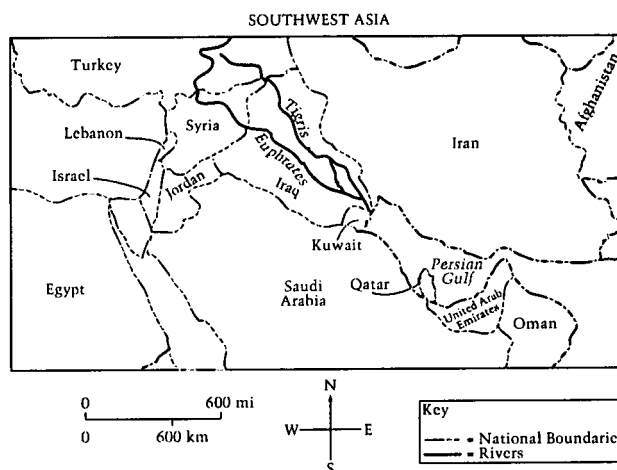 SOUTHWEST ASIA
Turkey
Afghanistan
Lebanon
Syria
Tigris
Iran
Israel
Jordan
Euphrates
Iraq
Kuwait
Egypt
Saudi
Arabia
Qatar
Persian
Gulf
United Arab
Emirates
Oman
0 600 mi
0 600 km
N
W E
S
Key
National Boundarie
Rivers